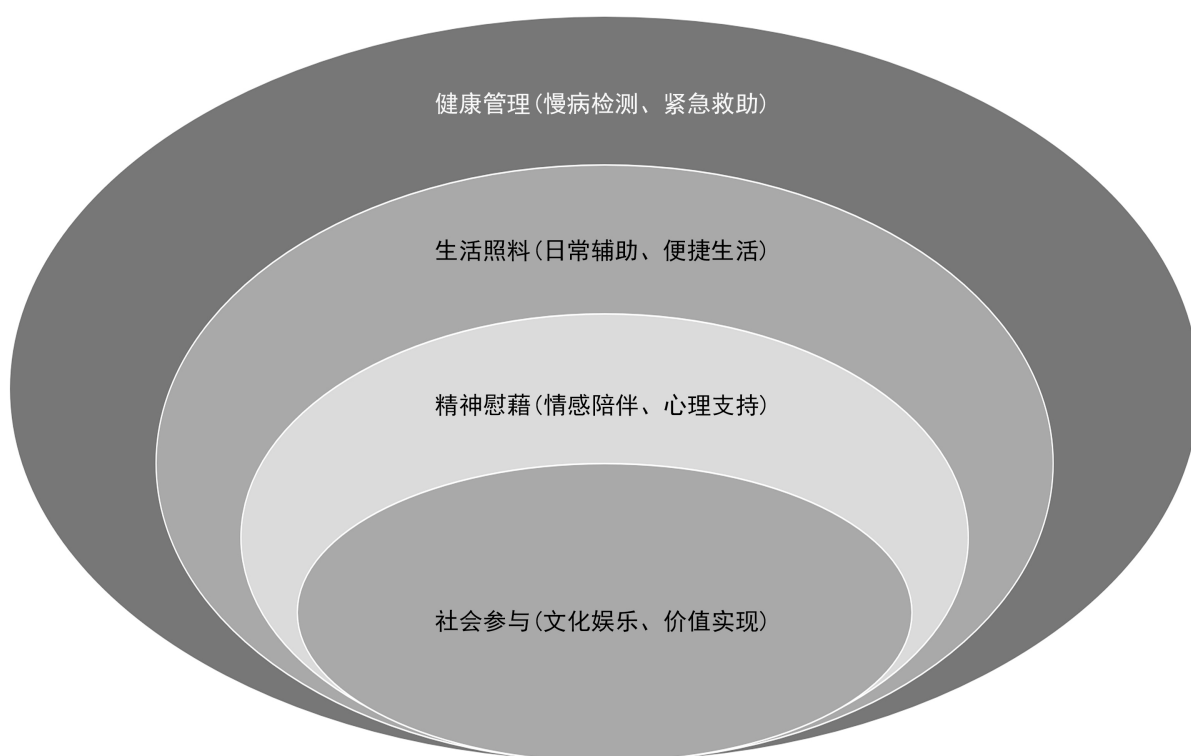 健康管理(慢病检测、紧急救助)
生活照料(日常辅助、便捷生活)
精神慰藉(情感陪伴、心理支持)
社会参与(文化娱乐、价值实现)